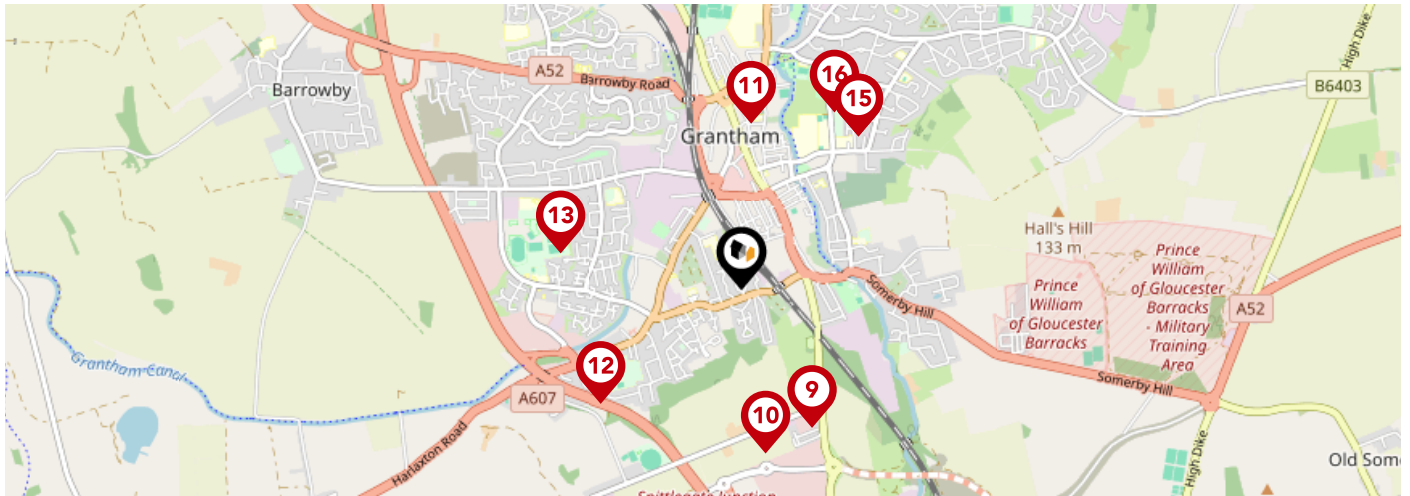 High Dike
A52
Barrowby Road
Barrowby
11
16
15
B6403
Grantham
13
Hall's Hill
133 m
Prince
William
of Gloucester
Barracks
- Military
Training
Area
Prince
William
of Gloucester
Barracks
Somerby Hill
A52
Grantham Canal
12
A607
9
10
Somerby Hill
Harlaxton Road
High Dike
Old Some
Spittlegate Junction